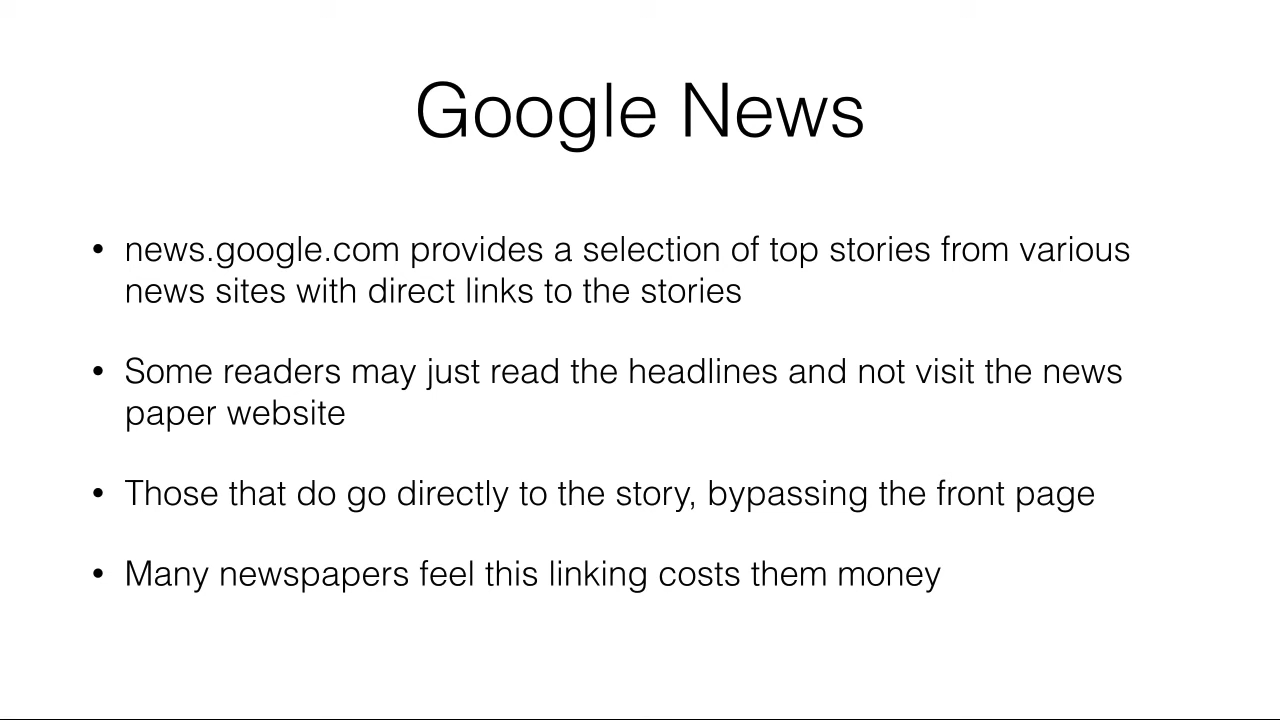 Google News
• news.google.com provides a selection of top stories from various
news sites with direct links to the stories
• Some readers may just read the headlines and not visit the news
paper website
• Those that do go directly to the story, bypassing the front page
• Many newspapers feel this linking costs them money